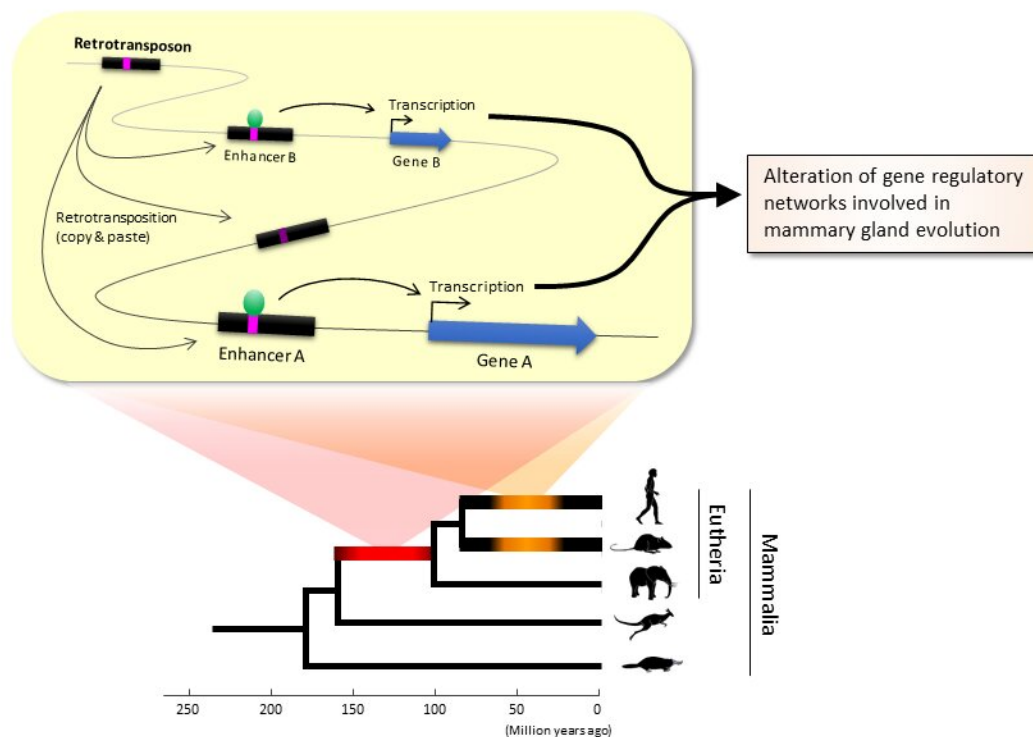 Retrotransposon
Transcription
Enhancer B
Gene B
Retrotransposition
(copy & paste)
Transcription
Enhancer A
Gene A
Alteration of gene regulatory
networks involved in
mammary gland evolution
Eutheria
Mammalia
250 200 150 100 50 0
(Million years ago)